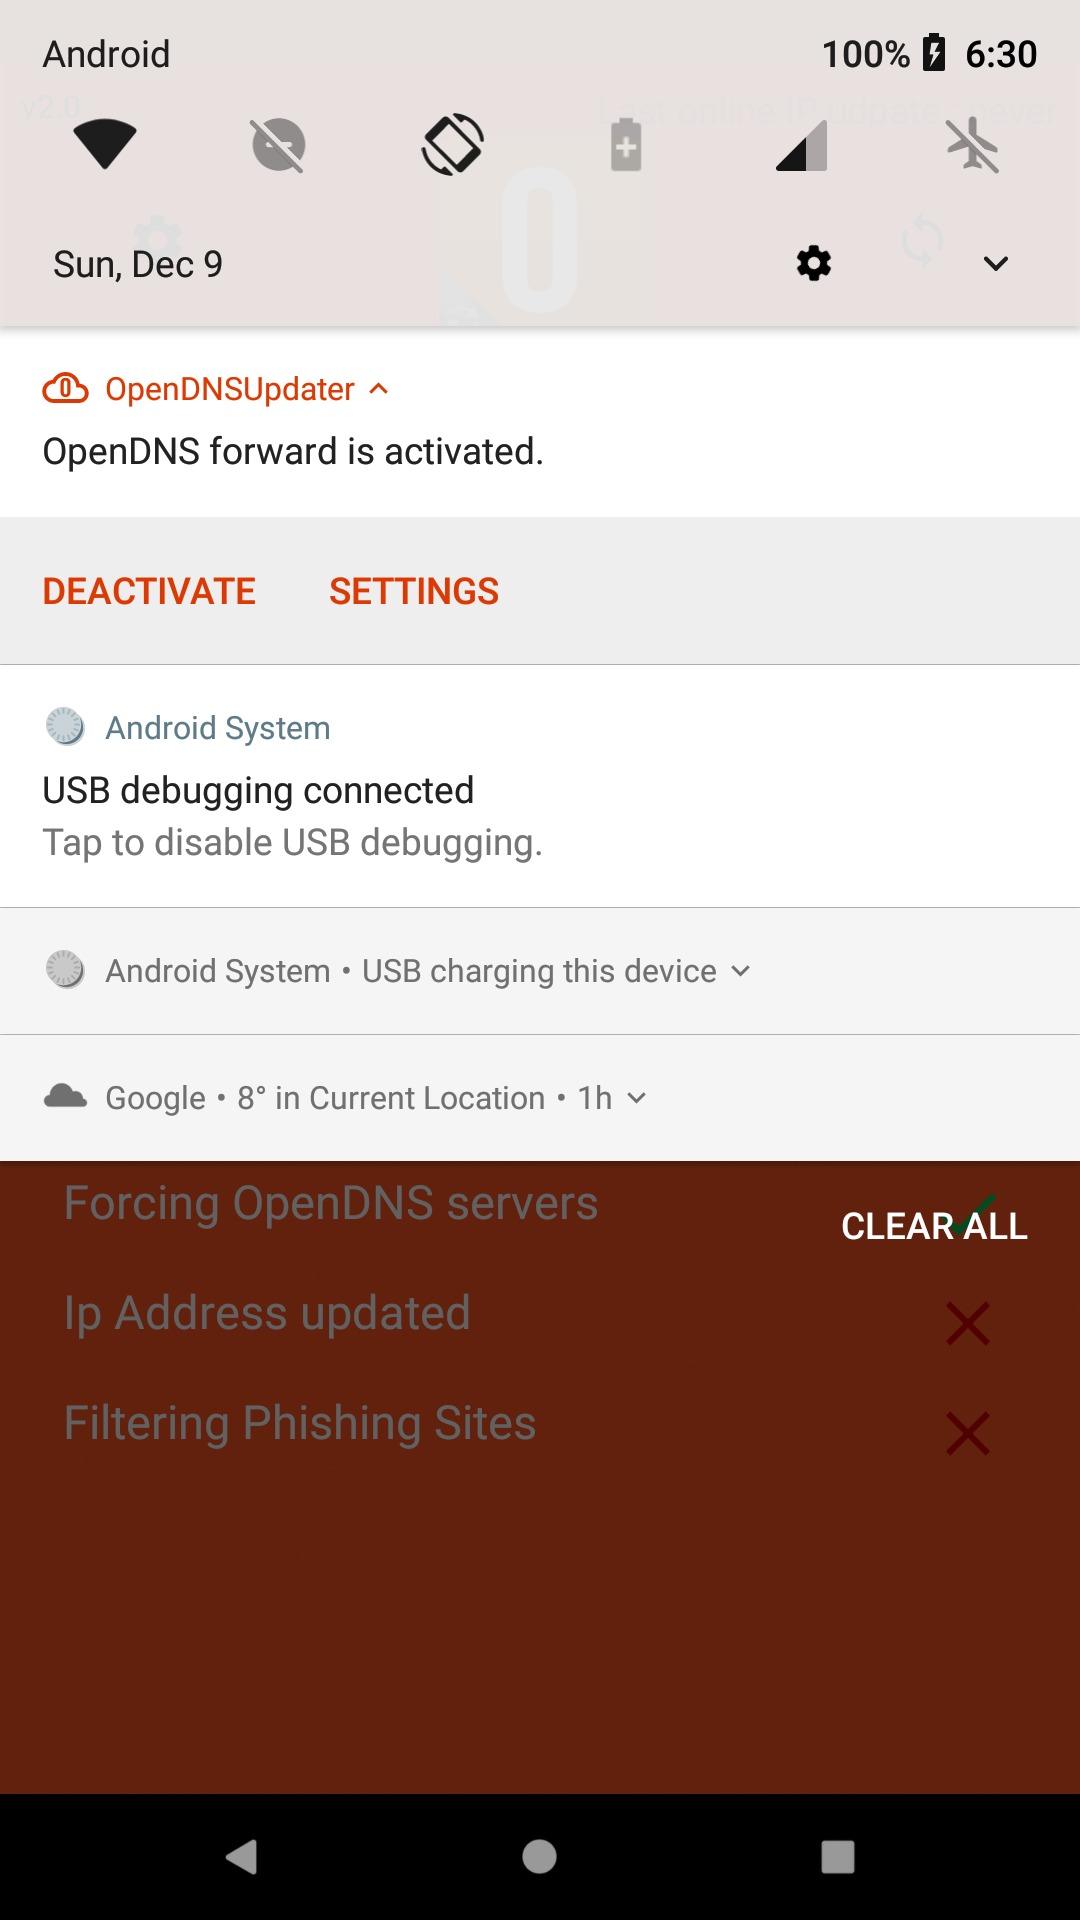 Android 100% 6:30
v2.0 Last online IP udpate: never
Sun, Dec 9
OpenDNSUpdater
OpenDNS forward is activated.
DEACTIVATE SETTINGS
Android System
USB debugging connected
Tap to disable USB debugging.
Android System • USB charging this device
Google • 8° in Current Location • 1h
Forcing OpenDNS servers
CLEAR ALL
Ip Address updated
Filtering Phishing Sites